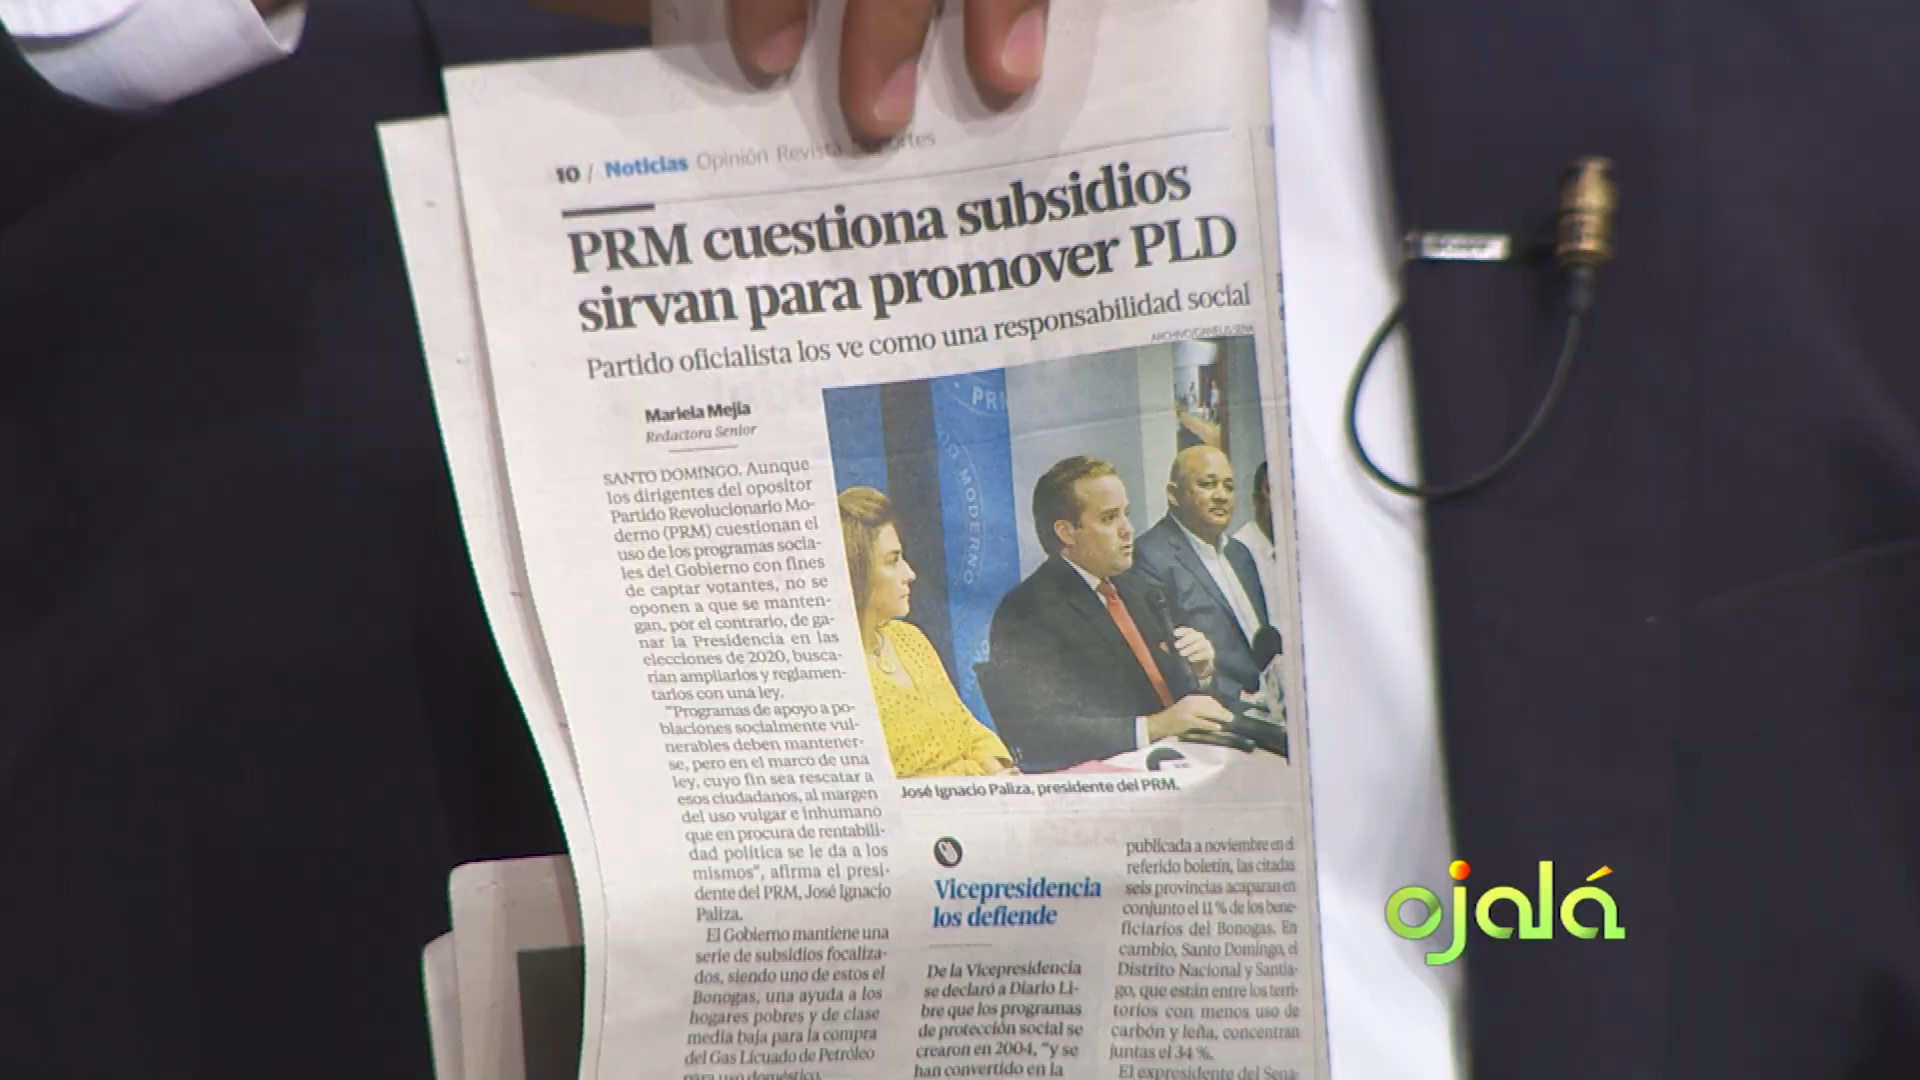 10 / Noticias Opinión Revista
PRM cuestiona subsidios
sirvan para promover PLD
Partido oficialista los ve como una responsabilidad social
Mariela Mejía
Redactora Senior
SANTO DOMINGO. Aunque
los dirigentes del opositor
Partido Revolucionario Mo-
derno (PRM) cuestionan el
uso de los programas socia-
les del Gobierno con fines
de captar votantes, no se
oponen a que se manten-
gan, por el contrario, de ga-
nar la Presidencia en las
elecciones de 2020, busca-
rían ampliarlos y reglamen-
tarlos con una ley.
"Programas de apoyo a po-
blaciones socialmente vul-
nerables deben mantener-
se, pero en el marco de una
ley, cuyo fin sea rescatar a
esos ciudadanos, al margen
del uso vulgar e inhumano
que en procura de rentabili-
dad política se le da a los
mismos", afirma el presi-
dente del PRM, José Ignacio
Paliza.
El Gobierno mantiene una
serie de subsidios focaliza-
dos, siendo uno de estos el
Bonogas, una ayuda a los
hogares pobres y de clase
media baja para la compra
del Gas Licuado de Petróleo
para uso doméstico.
PRM
MODERNO
José Ignacio Paliza, presidente del PRM.
Vicepresidencia
los defiende
De la Vicepresidencia
se declaró a Diario Li-
bre que los programas
de protección social se
crearon en 2004, "y se
han convertido en la
publicada a noviembre en el
referido boletín, las citadas
seis provincias acaparan en
conjunto el 11 % de los bene-
ficiarios del Bonogas. En
cambio, Santo Domingo, el
Distrito Nacional y Santia-
go, que están entre los terri-
torios con menos uso de
carbón y leña, concentran
juntas el 34 %.
El expresidente del Sena-
ojalá